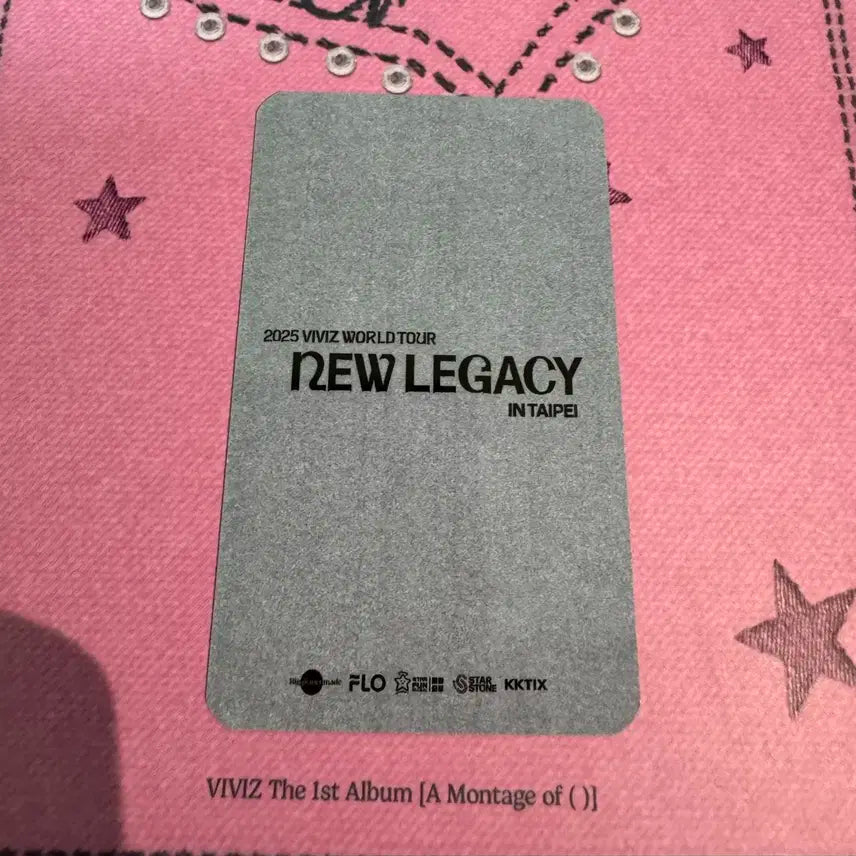 2025 VIVIZ WORLD TOUR
NEW LEGACY
IN TAIPEI
FLO
STAR STONE
KKTIX
VIVIZ The 1st Album [A Montage of ( )]